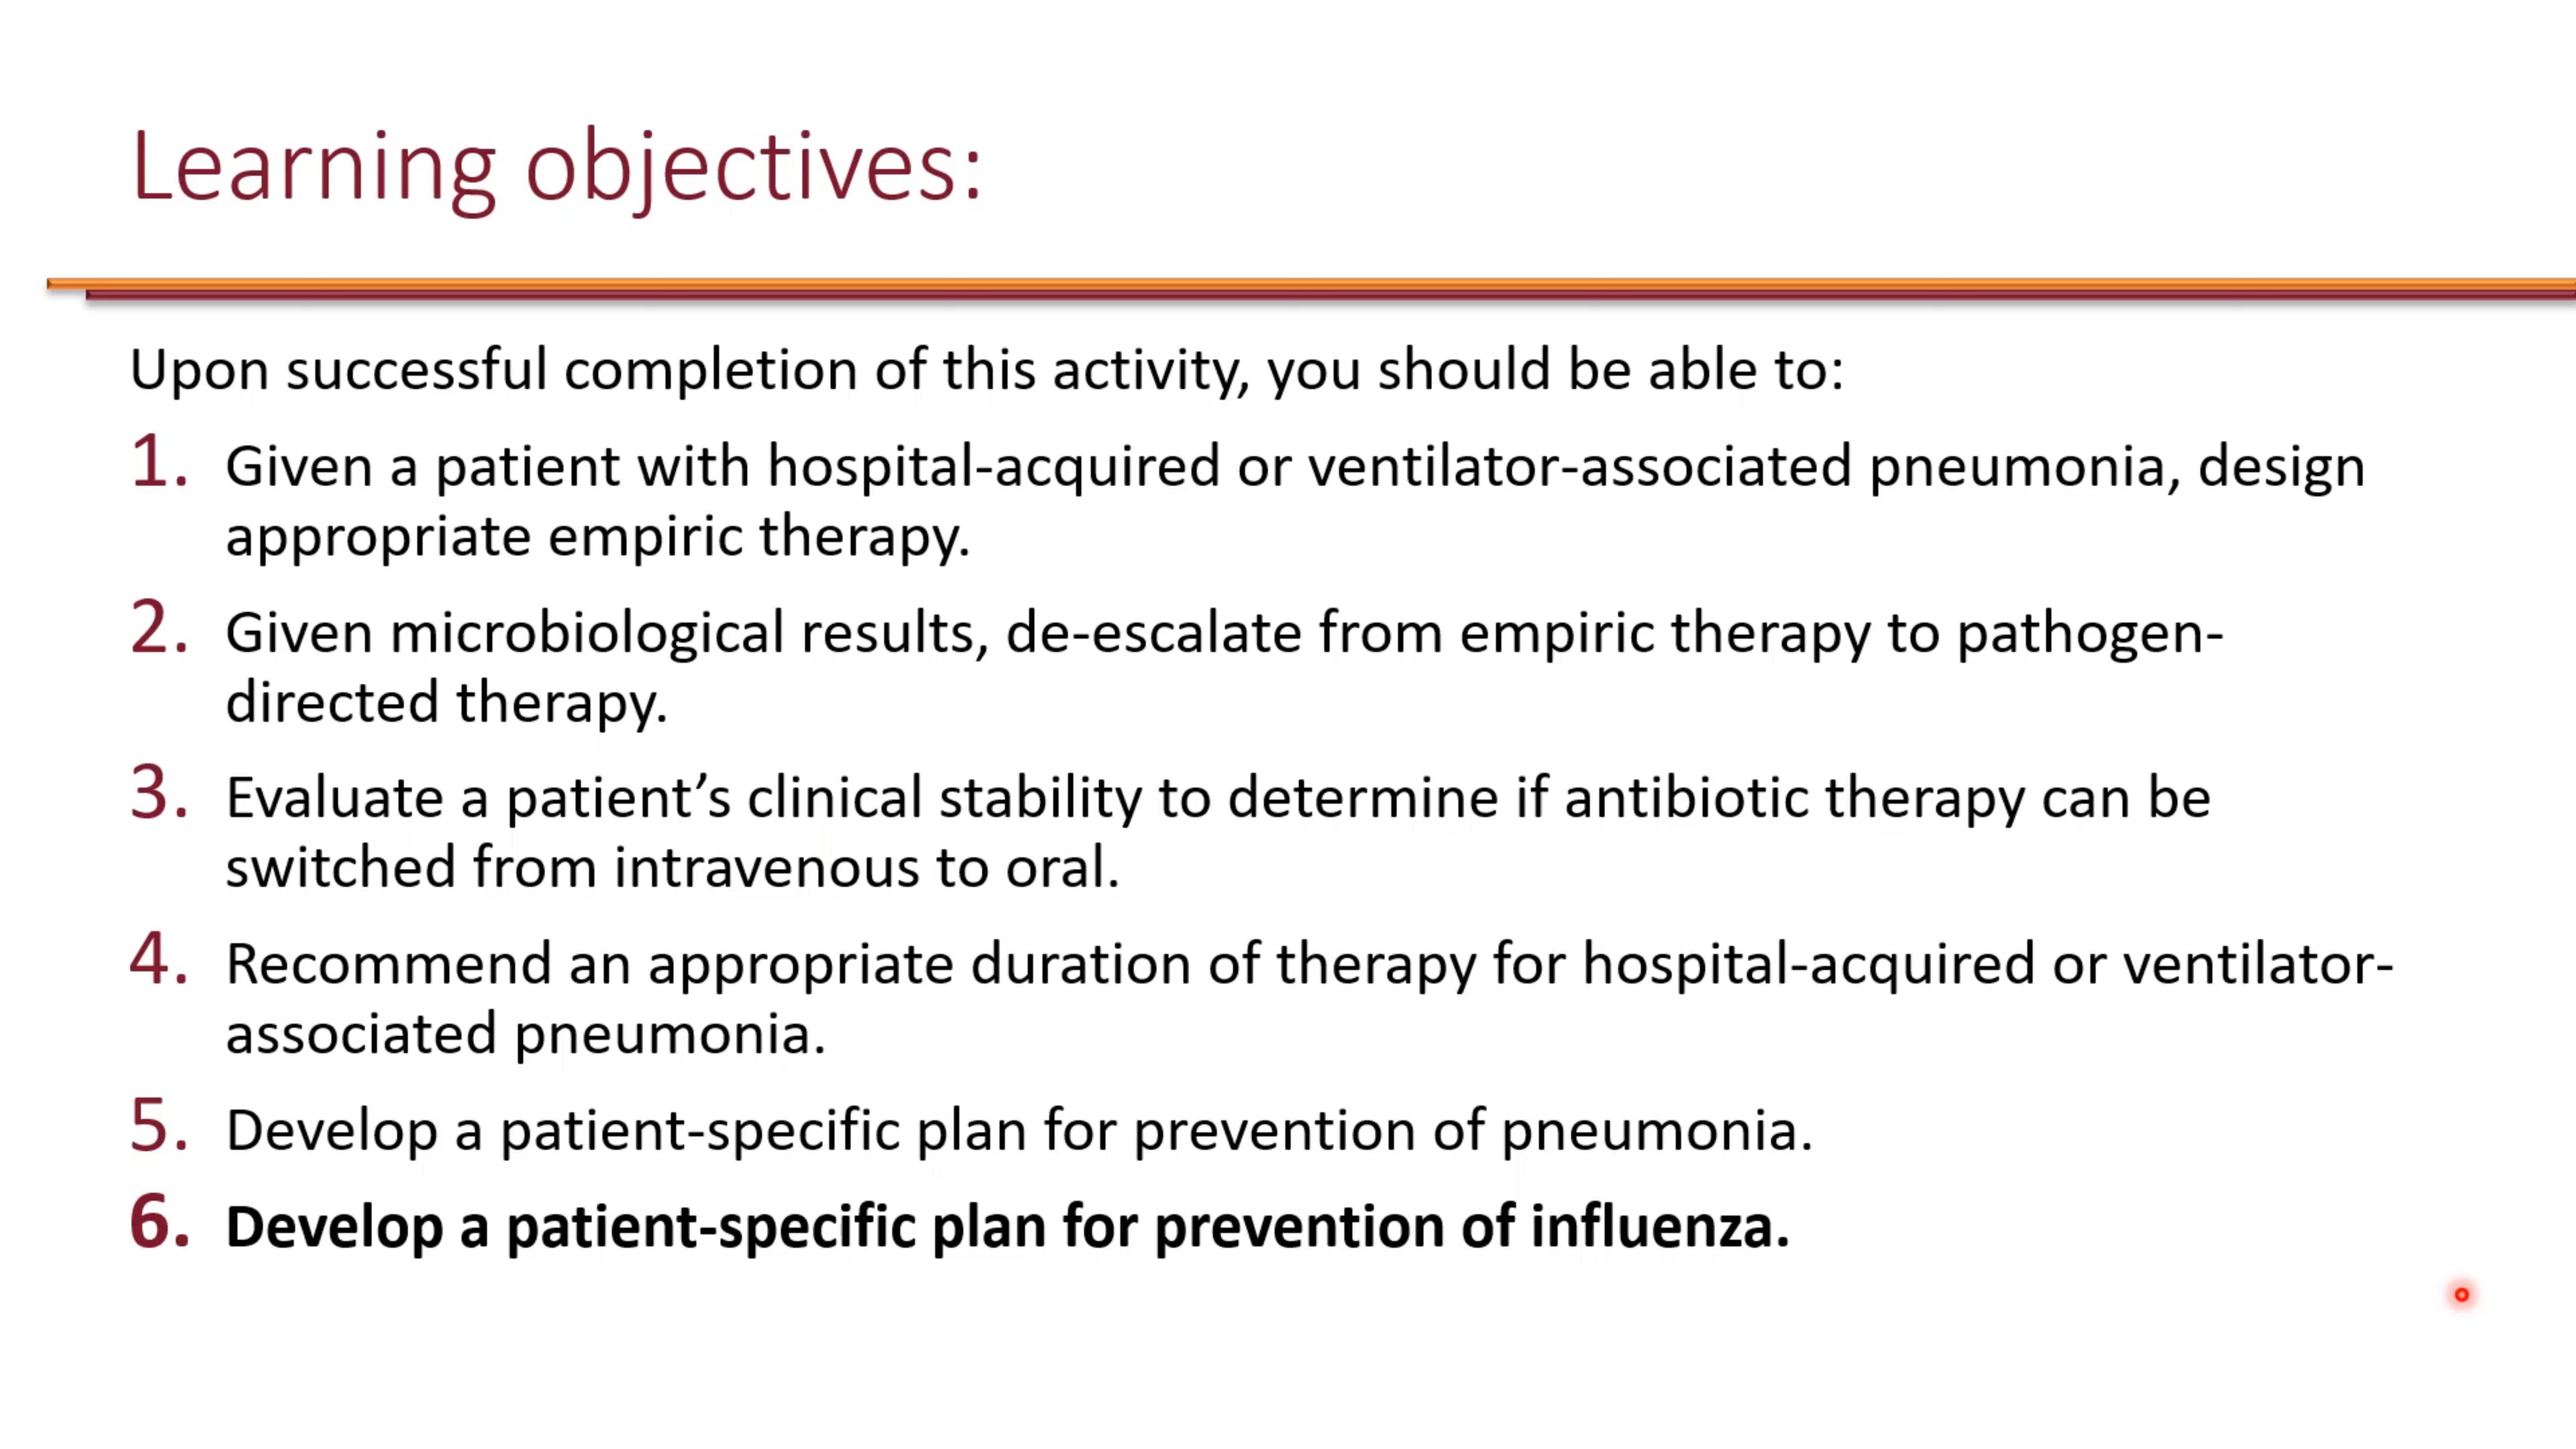 Learning objectives:
Upon successful completion of this activity, you should be able to:
1. Given a patient with hospital-acquired or ventilator-associated pneumonia, design
appropriate empiric therapy.
2. Given microbiological results, de-escalate from empiric therapy to pathogen-
directed therapy.
3. Evaluate a patient’s clinical stability to determine if antibiotic therapy can be
switched from intravenous to oral.
4. Recommend an appropriate duration of therapy for hospital-acquired or ventilator-
associated pneumonia.
5. Develop a patient-specific plan for prevention of pneumonia.
6. Develop a patient-specific plan for prevention of influenza.